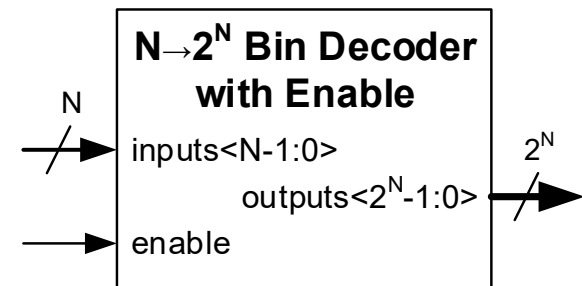 N→2^N Bin Decoder
with Enable
N
inputs<N-1:0>
2^N
outputs<2^N-1:0>
enable